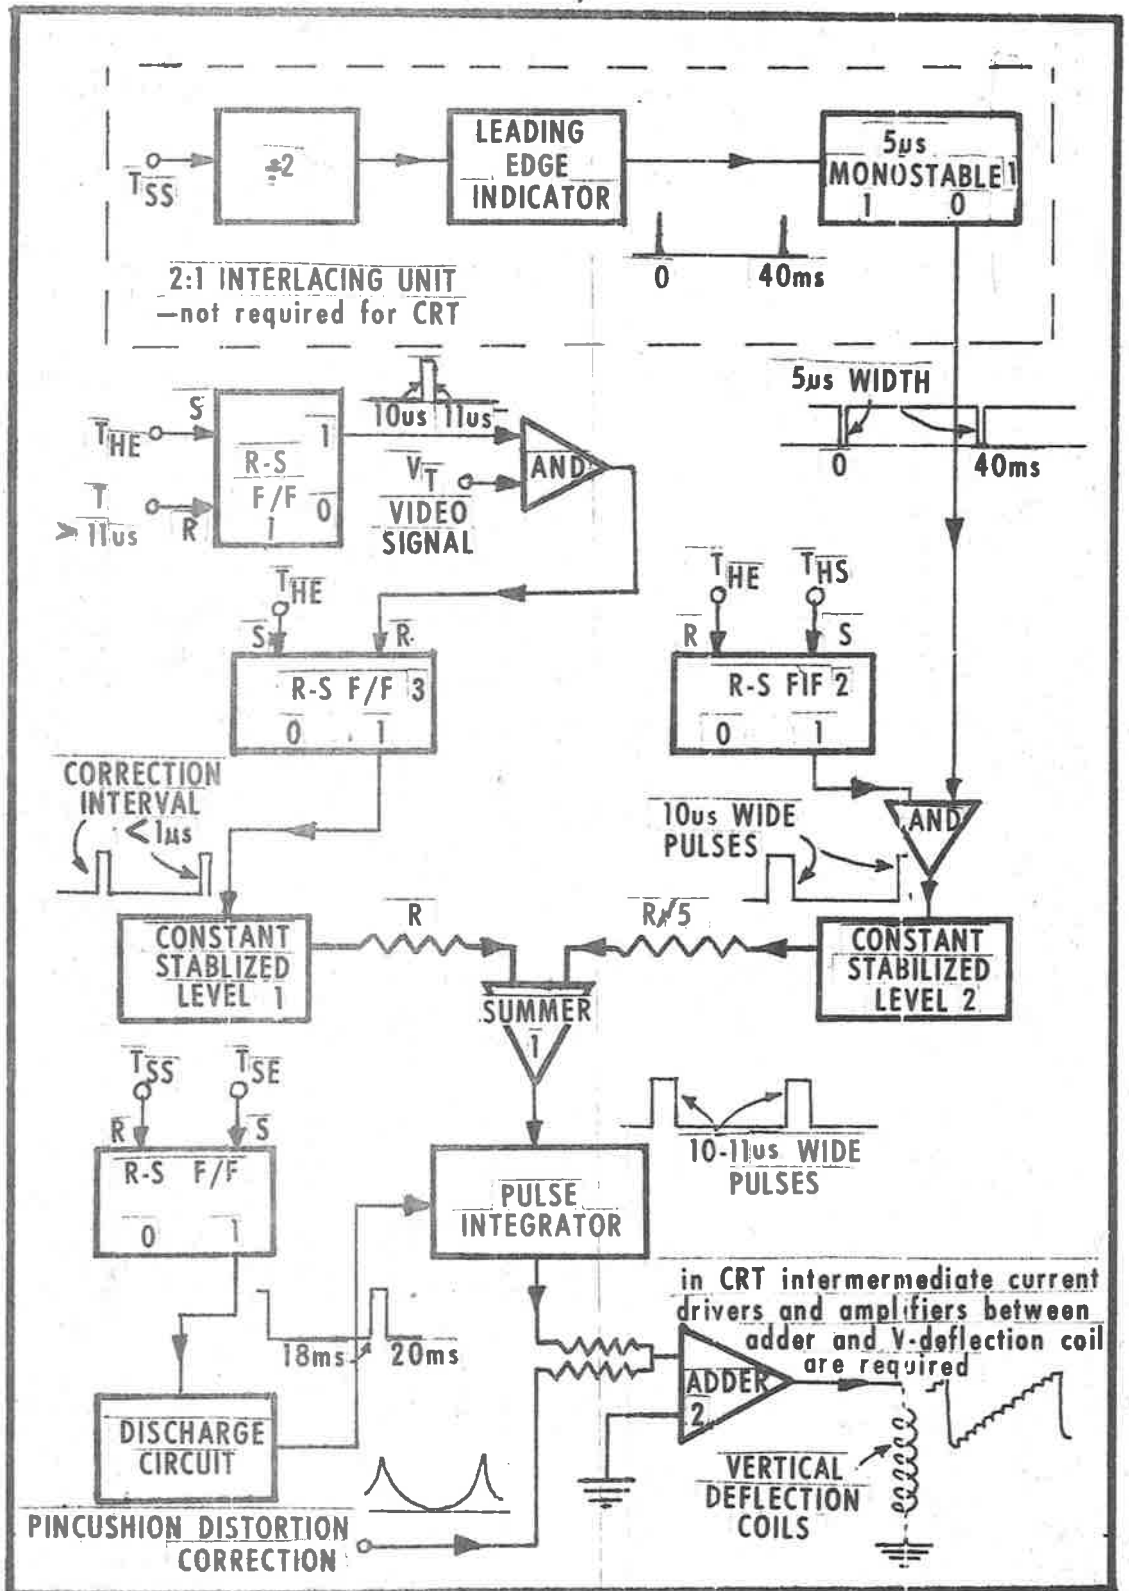 T SS
÷2
LEADING
EDGE
INDICATOR
5µs
MONOSTABLE 1
1 0
0 40ms
2:1 INTERLACING UNIT
—not required for CRT
5µs WIDTH
0 40ms
10us 11us
S
T HE
R-S
F/F
1
1
0
T
> 11us
R
V T
VIDEO
SIGNAL
AND
T HE
S R
R-S F/F 3
0 1
T HE T HS
R S
R-S FIF 2
0 1
CORRECTION
INTERVAL
<1µs
10us WIDE
PULSES
AND
CONSTANT
STABLIZED
LEVEL 1
R
R/5
CONSTANT
STABILIZED
LEVEL 2
SUMMER
1
T SS T SE
R S
R-S F/F
0 1
10-11us WIDE
PULSES
PULSE
INTEGRATOR
18ms 20ms
in CRT intermermediate current
drivers and amplifiers between
adder and V-deflection coil
are required
ADDER
2
DISCHARGE
CIRCUIT
VERTICAL
DEFLECTION
COILS
PINCUSHION DISTORTION
CORRECTION